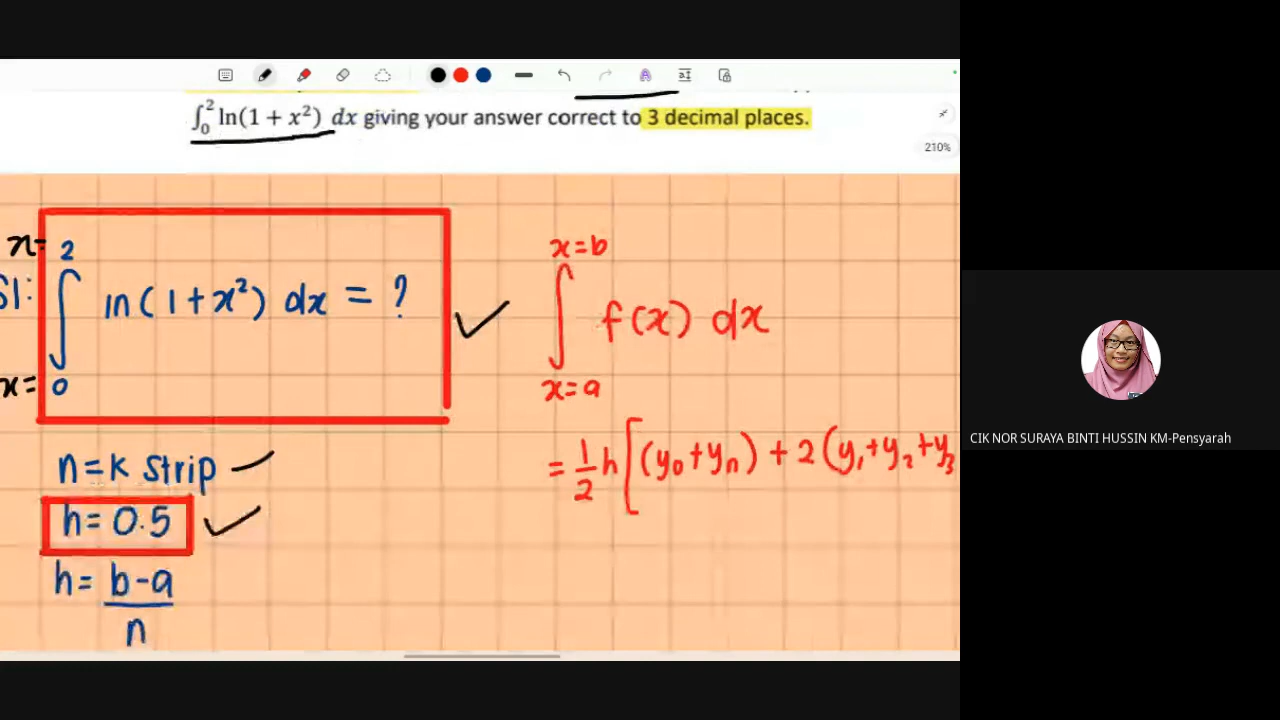 ∫₀² ln(1 + x²) dx giving your answer correct to 3 decimal places.
210%
x=
2
S1: ∫ ln(1+x²) dx = ?
x= 0
x=b
∫ f(x) dx
x=a
n=k strip
= 1/2 h [(y₀+yₙ) + 2(y₁+y₂+y₃
h= 0.5
h= b-a/n
CIK NOR SURAYA BINTI HUSSIN KM-Pensyarah